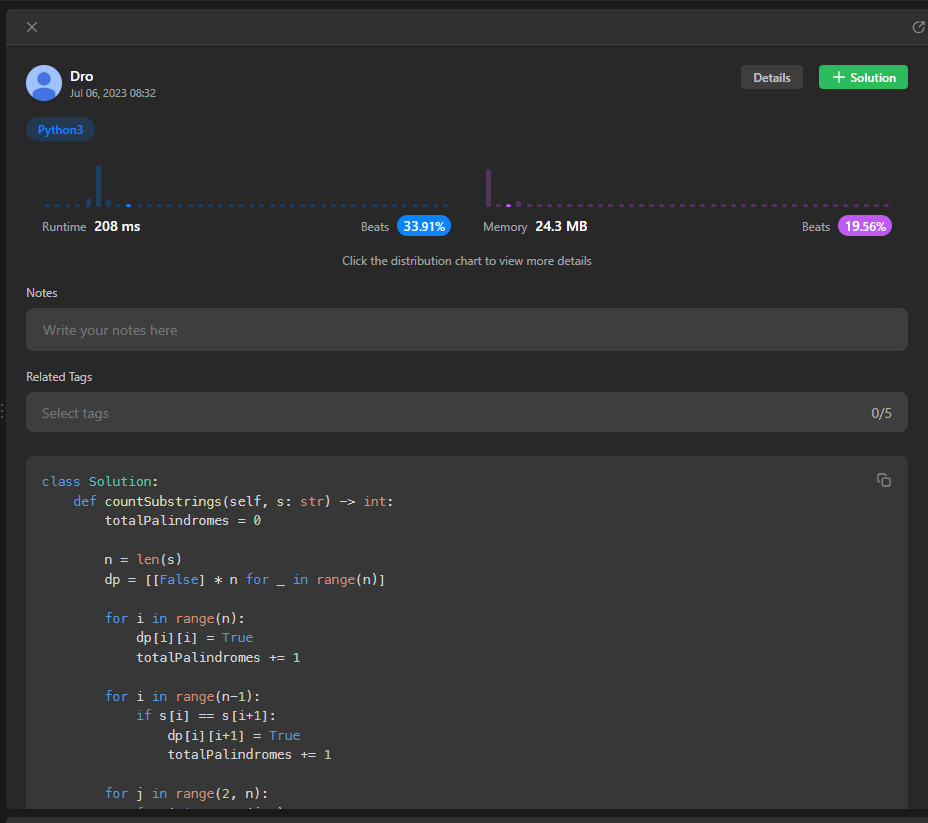 Dro
Jul 06, 2023 08:32
Details
+ Solution
Python3
Runtime 208 ms Beats 33.91% Memory 24.3 MB Beats 19.56%
Click the distribution chart to view more details
Notes
Write your notes here
Related Tags
Select tags 0/5
class Solution:
    def countSubstrings(self, s: str) -> int:
        totalPalindromes = 0

        n = len(s)
        dp = [[False] * n for _ in range(n)]

        for i in range(n):
            dp[i][i] = True
            totalPalindromes += 1

        for i in range(n-1):
            if s[i] == s[i+1]:
                dp[i][i+1] = True
                totalPalindromes += 1

        for j in range(2, n):